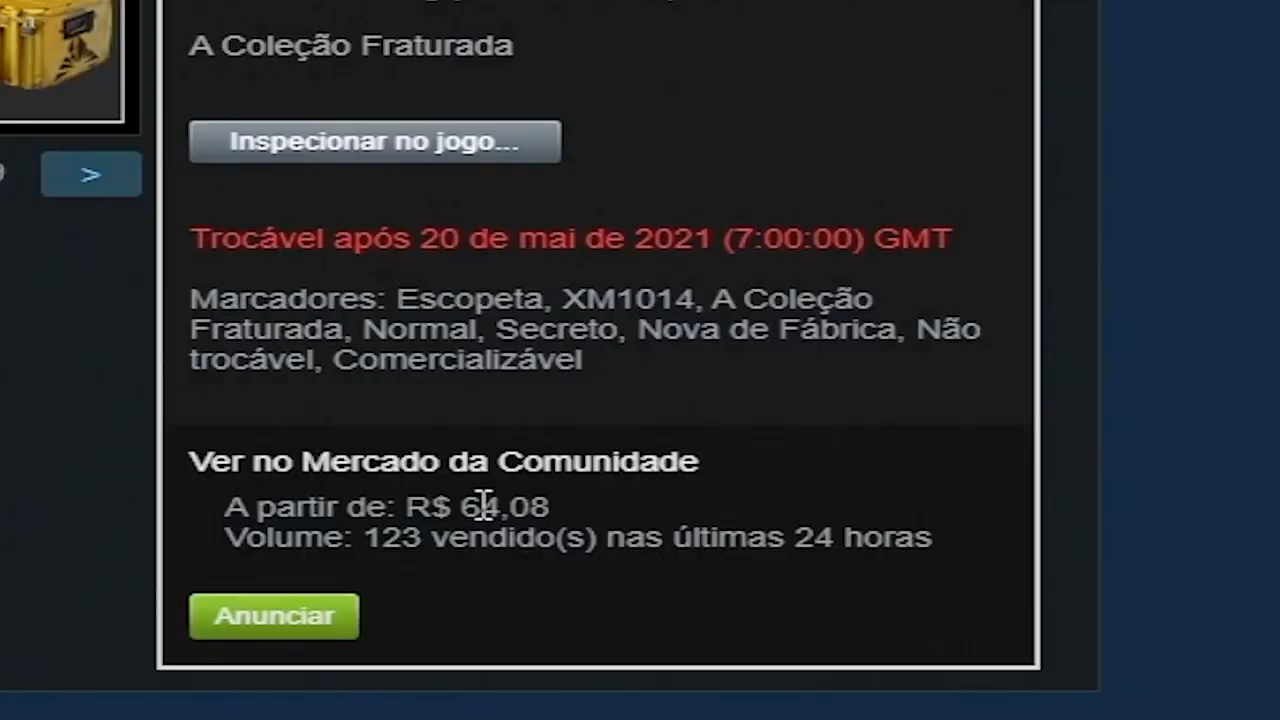 A Coleção Fraturada
Inspecionar no jogo...
>
Trocável após 20 de mai de 2021 (7:00:00) GMT
Marcadores: Escopeta, XM1014, A Coleção
Fraturada, Normal, Secreto, Nova de Fábrica, Não
trocável, Comercializável
Ver no Mercado da Comunidade
A partir de: R$ 64,08
Volume: 123 vendido(s) nas últimas 24 horas
Anunciar